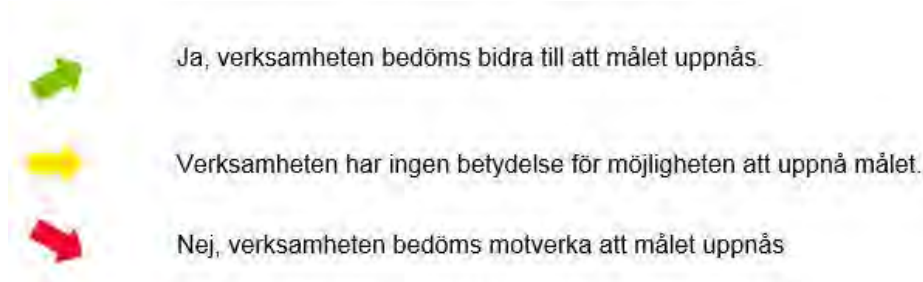 Ja, verksamheten bedöms bidra till att målet uppnås.
Verksamheten har ingen betydelse för möjligheten att uppnå målet.
Nej, verksamheten bedöms motverka att målet uppnås